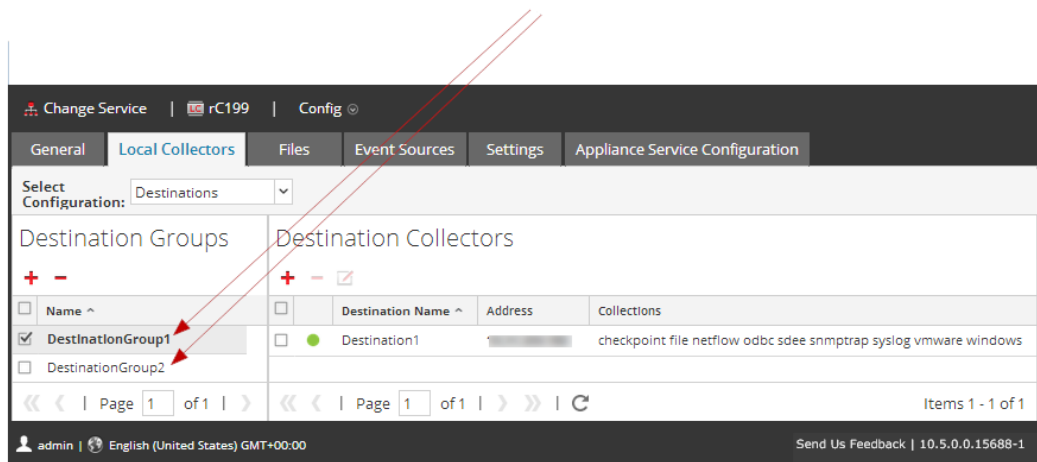 Change Service | LC rC199 | Config
General Local Collectors Files Event Sources Settings Appliance Service Configuration
Select Configuration: Destinations
Destination Groups
Destination Collectors
Name
Destination Name Address Collections
DestinationGroup1
Destination1 checkpoint file netflow odbc sdee snmptrap syslog vmware windows
DestinationGroup2
Page 1 of 1
Page 1 of 1 Items 1 - 1 of 1
admin | English (United States) GMT+00:00 Send Us Feedback | 10.5.0.0.15688-1